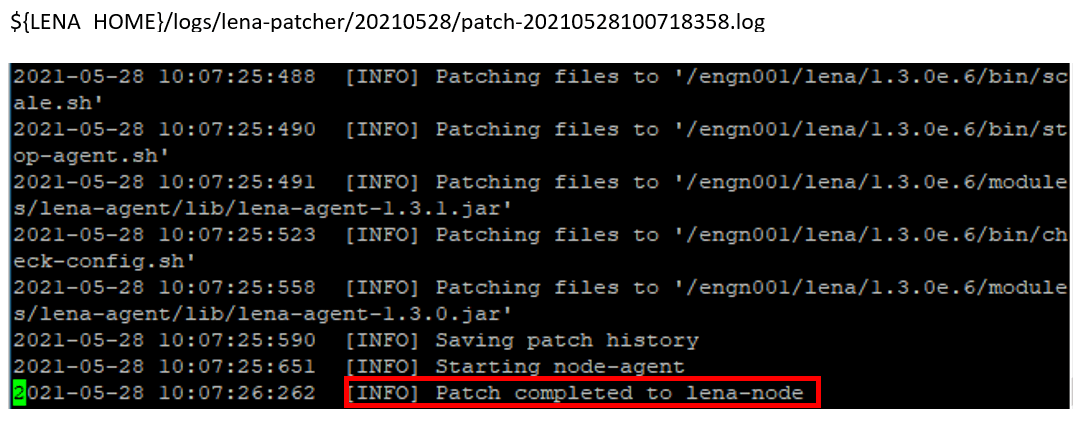 ${LENA HOME}/logs/lena-patcher/20210528/patch-20210528100718358.log
2021-05-28 10:07:25:488  [INFO] Patching files to '/engn001/lena/1.3.0e.6/bin/sc
ale.sh'
2021-05-28 10:07:25:490  [INFO] Patching files to '/engn001/lena/1.3.0e.6/bin/st
op-agent.sh'
2021-05-28 10:07:25:491  [INFO] Patching files to '/engn001/lena/1.3.0e.6/module
s/lena-agent/lib/lena-agent-1.3.1.jar'
2021-05-28 10:07:25:523  [INFO] Patching files to '/engn001/lena/1.3.0e.6/bin/ch
eck-config.sh'
2021-05-28 10:07:25:558  [INFO] Patching files to '/engn001/lena/1.3.0e.6/module
s/lena-agent/lib/lena-agent-1.3.0.jar'
2021-05-28 10:07:25:590  [INFO] Saving patch history
2021-05-28 10:07:25:651  [INFO] Starting node-agent
2021-05-28 10:07:26:262  [INFO] Patch completed to lena-node